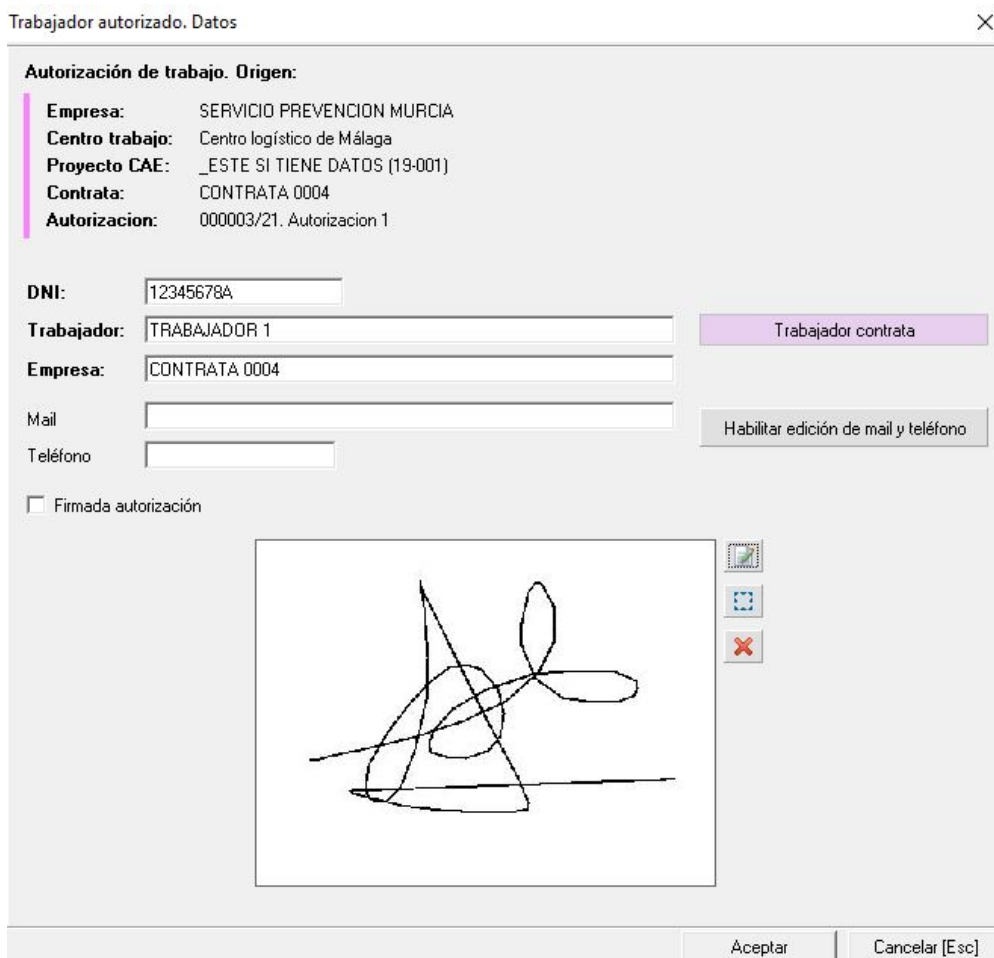 Trabajador autorizado. Datos
Autorización de trabajo. Origen:
Empresa: SERVICIO PREVENCION MURCIA
Centro trabajo: Centro logístico de Málaga
Proyecto CAE: _ESTE SI TIENE DATOS (19-001)
Contrata: CONTRATA 0004
Autorizacion: 000003/21. Autorizacion 1
DNI: 12345678A
Trabajador: TRABAJADOR 1 Trabajador contrata
Empresa: CONTRATA 0004
Mail Habilitar edición de mail y teléfono
Teléfono
Firmada autorización
Aceptar Cancelar [Esc]